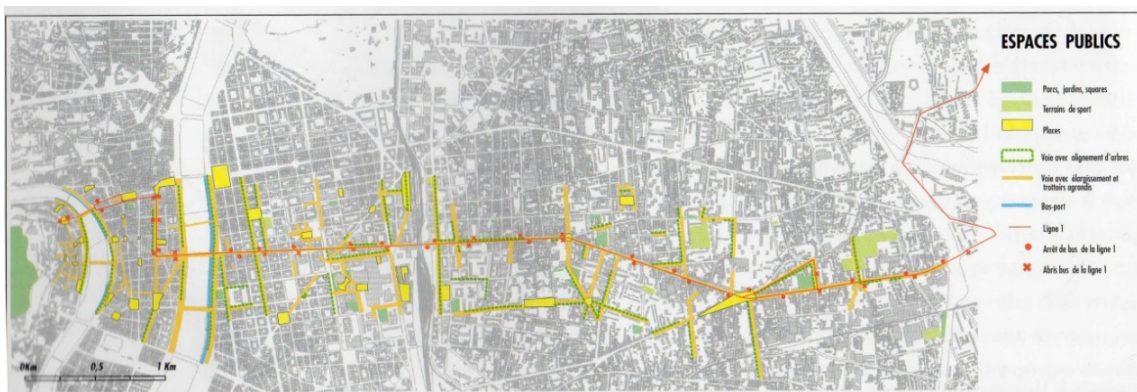 ESPACES PUBLICS
Parcs, jardins, squares
Terrains de sport
Places
Voie avec alignement d'arbres
Voie avec élargissement et
trottoirs agrandis
Bas-port
Ligne 1
Arrêt de bus de la ligne 1
Abris bus de la ligne 1
0Km 0,5 1 Km